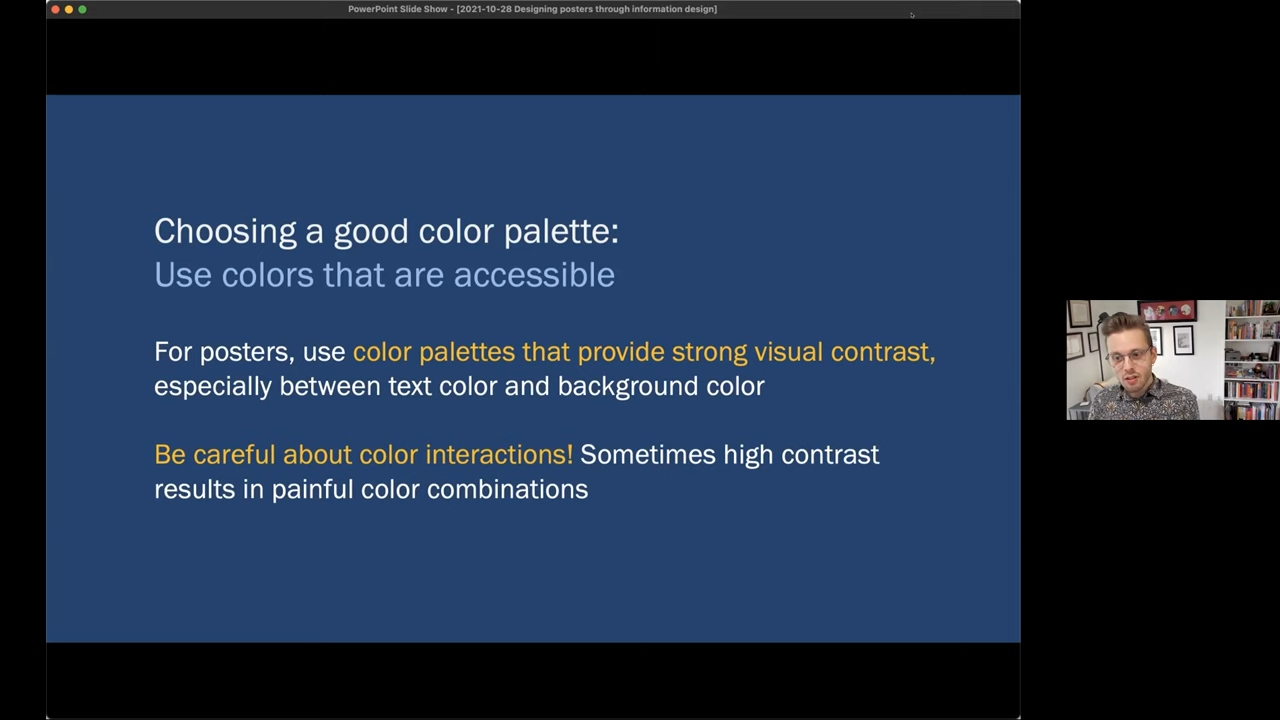 PowerPoint Slide Show - [2021-10-28 Designing posters through information design]
Choosing a good color palette:
Use colors that are accessible
For posters, use color palettes that provide strong visual contrast,
especially between text color and background color
Be careful about color interactions! Sometimes high contrast
results in painful color combinations